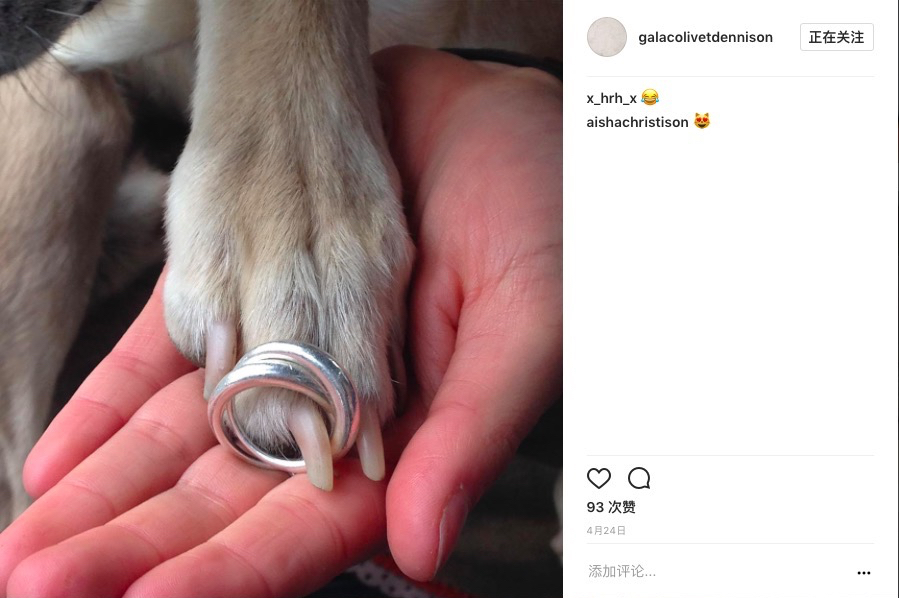 galacolivetdennison 正在关注
x_hrh_x 😂
aishachristison 😻
93 次赞
4月24日
添加评论...